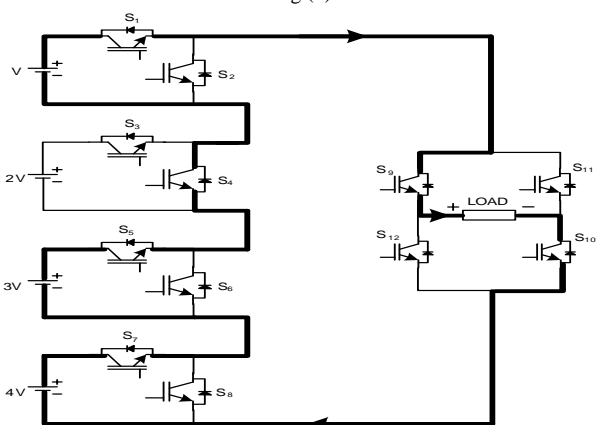 S1
S2
V
+
−
S3
S4
2V
+
−
S5
S6
3V
+
−
S7
S8
4V
+
−
S9
S11
+ LOAD −
S12
S10